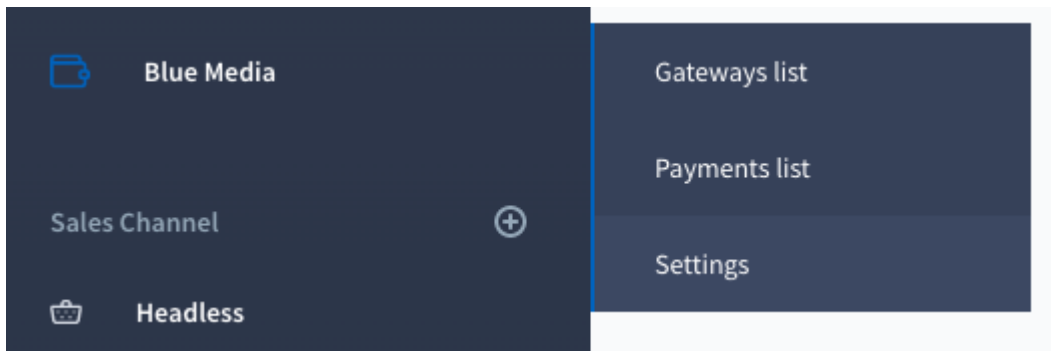 Blue Media
Sales Channel
Headless
Gateways list
Payments list
Settings